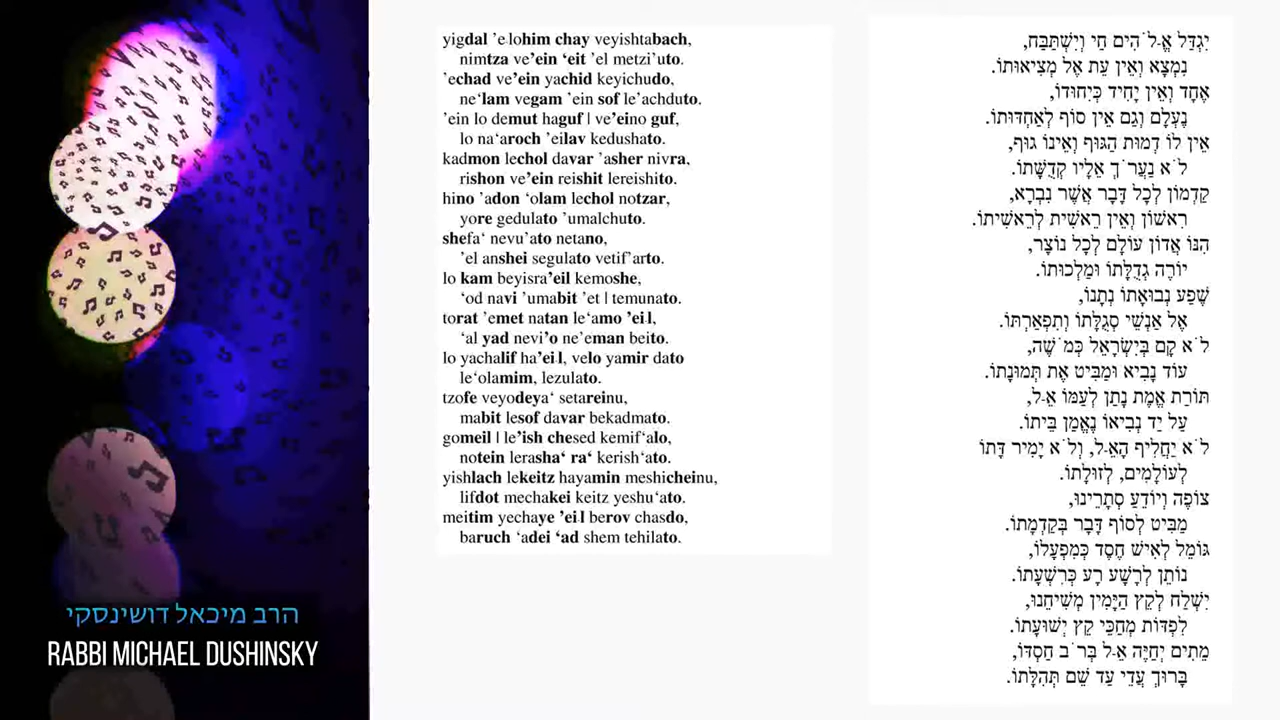 yigdal ’e·lohim chay veyishtabach,
nimtza ve’ein ‘eit ’el metzi’uto.
’echad ve’ein yachid keyichudo,
ne‘lam vegam ’ein sof le’achduto.
’ein lo demut haguf | ve’eino guf,
lo na‘aroch ’eilav kedushato.
kadmon lechol davar ’asher nivra,
rishon ve’ein reishit lereishito.
hino ’adon ‘olam lechol notzar,
yore gedulato ’umalchuto.
shefa‘ nevu’ato netano,
’el anshei segulato vetif’arto.
lo kam beyisra’eil kemoshe,
‘od navi ’umabit ’et | temunato.
torat ’emet natan le‘amo ’ei·l,
‘al yad nevi’o ne’eman beito.
lo yachalif ha’ei·l, velo yamir dato
le‘olamim, lezulato.
tzofe veyodeya‘ setareinu,
mabit lesof davar bekadmato.
gomeil | le’ish chesed kemif‘alo,
notein lerasha‘ ra‘ kerish‘ato.
yishlach lekeitz hayamin meshicheinu,
lifdot mechakei keitz yeshu‘ato.
meitim yechaye ’ei·l berov chasdo,
baruch ‘adei ‘ad shem tehilato.
יִגְדַּל אֱ-לֹהִים חַי וְיִשְׁתַּבַּח,
נִמְצָא וְאֵין עֵת אֶל מְצִיאוּתוֹ.
אֶחָד וְאֵין יָחִיד כְּיִחוּדוֹ,
נֶעְלָם וְגַם אֵין סוֹף לְאַחְדּוּתוֹ.
אֵין לוֹ דְמוּת הַגּוּף וְאֵינוֹ גוּף,
לֹא נַעֲרֹךְ אֵלָיו קְדֻשָּׁתוֹ.
קַדְמוֹן לְכָל דָּבָר אֲשֶׁר נִבְרָא,
רִאשׁוֹן וְאֵין רֵאשִׁית לְרֵאשִׁיתוֹ.
הִנּוֹ אֲדוֹן עוֹלָם לְכָל נוֹצָר,
יוֹרֶה גְדֻלָּתוֹ וּמַלְכוּתוֹ.
שֶׁפַע נְבוּאָתוֹ נְתָנוֹ,
אֶל אַנְשֵׁי סְגֻלָּתוֹ וְתִפְאַרְתּוֹ.
לֹא קָם בְּיִשְׂרָאֵל כְּמֹשֶׁה,
עוֹד נָבִיא וּמַבִּיט אֶת תְּמוּנָתוֹ.
תּוֹרַת אֱמֶת נָתַן לְעַמּוֹ אֵ-ל,
עַל יַד נְבִיאוֹ נֶאֱמַן בֵּיתוֹ.
לֹא יַחֲלִיף הָאֵ-ל, וְלֹא יָמִיר דָּתוֹ
לְעוֹלָמִים, לְזוּלָתוֹ.
צוֹפֶה וְיוֹדֵעַ סְתָרֵינוּ,
מַבִּיט לְסוֹף דָּבָר בְּקַדְמָתוֹ.
גּוֹמֵל לְאִישׁ חֶסֶד כְּמִפְעָלוֹ,
נוֹתֵן לְרָשָׁע רָע כְּרִשְׁעָתוֹ.
יִשְׁלַח לְקֵץ הַיָּמִין מְשִׁיחֵנוּ,
לִפְדּוֹת מְחַכֵּי קֵץ יְשׁוּעָתוֹ.
מֵתִים יְחַיֶּה אֵ-ל בְּרֹב חַסְדּוֹ,
בָּרוּךְ עֲדֵי עַד שֵׁם תְּהִלָּתוֹ.
הרב מיכאל דושינסקי
RABBI MICHAEL DUSHINSKY